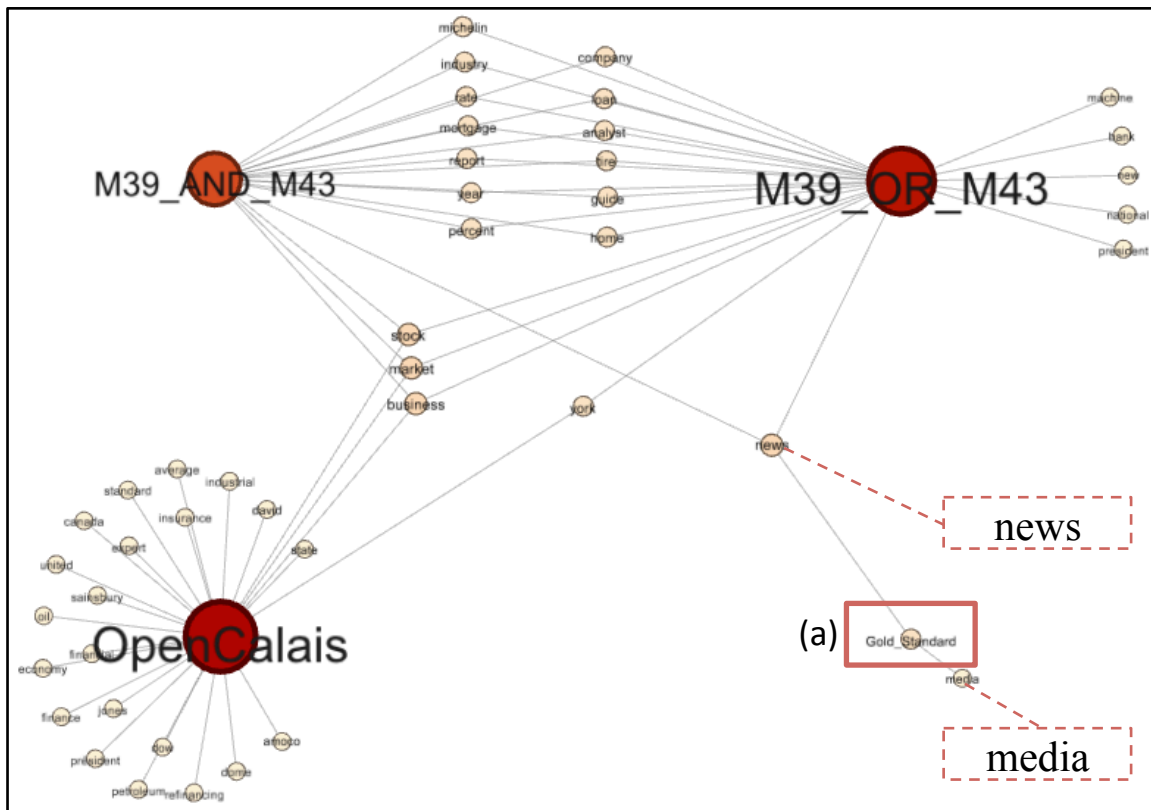 michelin
company
industry
machine
rate
loan
mortgage
analyst
bank
report
tire
new
M39_AND_M43
M39_OR_M43
year
guide
national
percent
home
president
stock
market
business
york
news
average
industrial
standard
david
canada
insurance
news
export
state
united
sainsbury
oil
OpenCalais
(a)
Gold_Standard
financial
economy
media
jones
finance
dow
amoco
president
media
dome
petroleum
refinancing